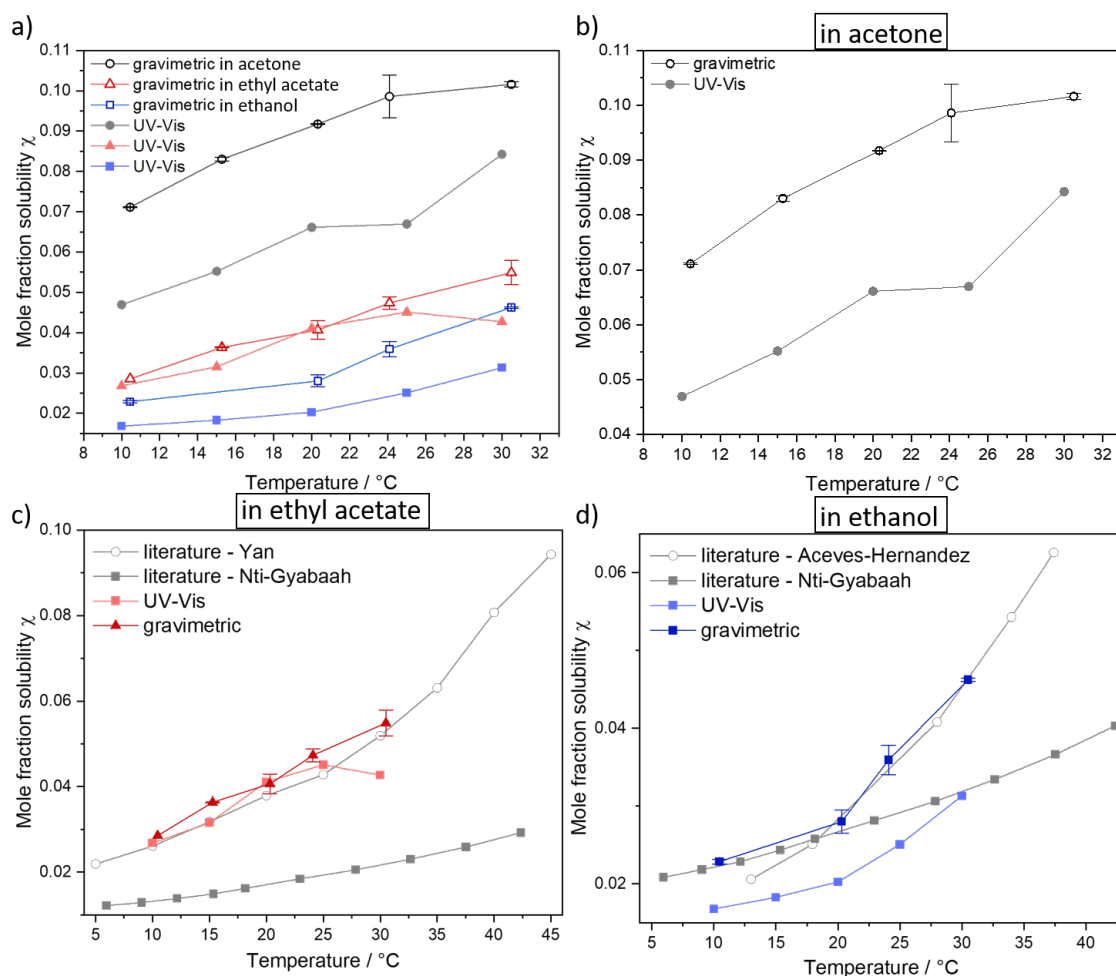 a)
gravimetric in acetone
gravimetric in ethyl acetate
gravimetric in ethanol
UV-Vis
UV-Vis
UV-Vis
Mole fraction solubility χ
0.11
0.10
0.09
0.08
0.07
0.06
0.05
0.04
0.03
0.02
8 10 12 14 16 18 20 22 24 26 28 30 32
Temperature / °C
b)
in acetone
gravimetric
UV-Vis
Mole fraction solubility χ
0.11
0.10
0.09
0.08
0.07
0.06
0.05
0.04
8 10 12 14 16 18 20 22 24 26 28 30 32
Temperature / °C
c)
in ethyl acetate
literature - Yan
literature - Nti-Gyabaah
UV-Vis
gravimetric
Mole fraction solubility χ
0.10
0.08
0.06
0.04
0.02
5 10 15 20 25 30 35 40 45
Temperature / °C
d)
in ethanol
literature - Aceves-Hernandez
literature - Nti-Gyabaah
UV-Vis
gravimetric
Mole fraction solubility χ
0.06
0.04
0.02
5 10 15 20 25 30 35 40
Temperature / °C